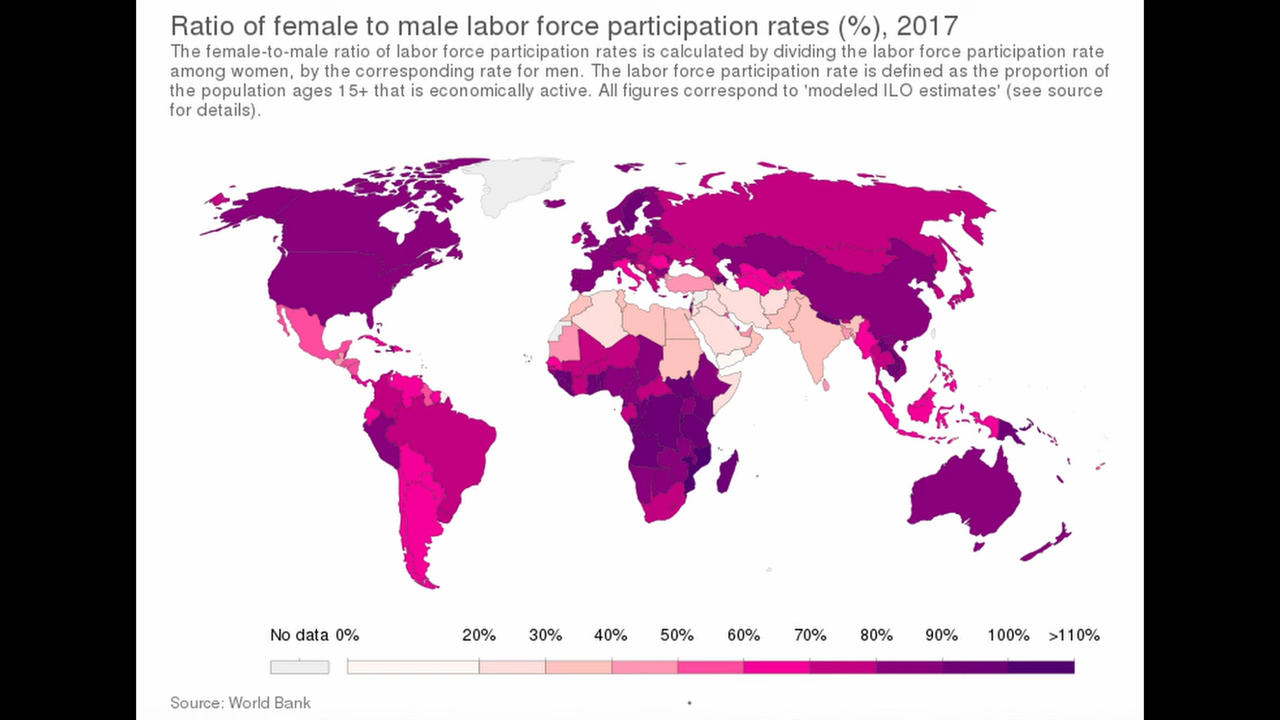 Ratio of female to male labor force participation rates (%), 2017
The female-to-male ratio of labor force participation rates is calculated by dividing the labor force participation rate
among women, by the corresponding rate for men. The labor force participation rate is defined as the proportion of
the population ages 15+ that is economically active. All figures correspond to 'modeled ILO estimates' (see source
for details).
No data 0% 20% 30% 40% 50% 60% 70% 80% 90% 100% >110%
Source: World Bank